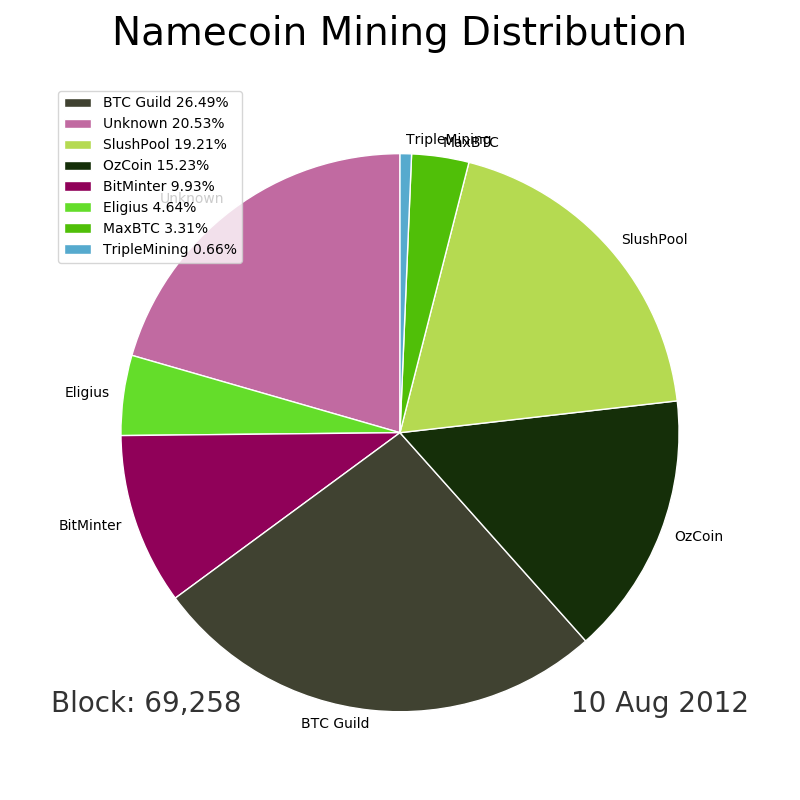 Namecoin Mining Distribution
BTC Guild 26.49%
Unknown 20.53%
SlushPool 19.21%
OzCoin 15.23%
BitMinter 9.93%
Eligius 4.64%
MaxBTC 3.31%
TripleMining 0.66%
TripleMining
MaxBTC
Unknown
SlushPool
Eligius
BitMinter
OzCoin
BTC Guild
Block: 69,258
10 Aug 2012